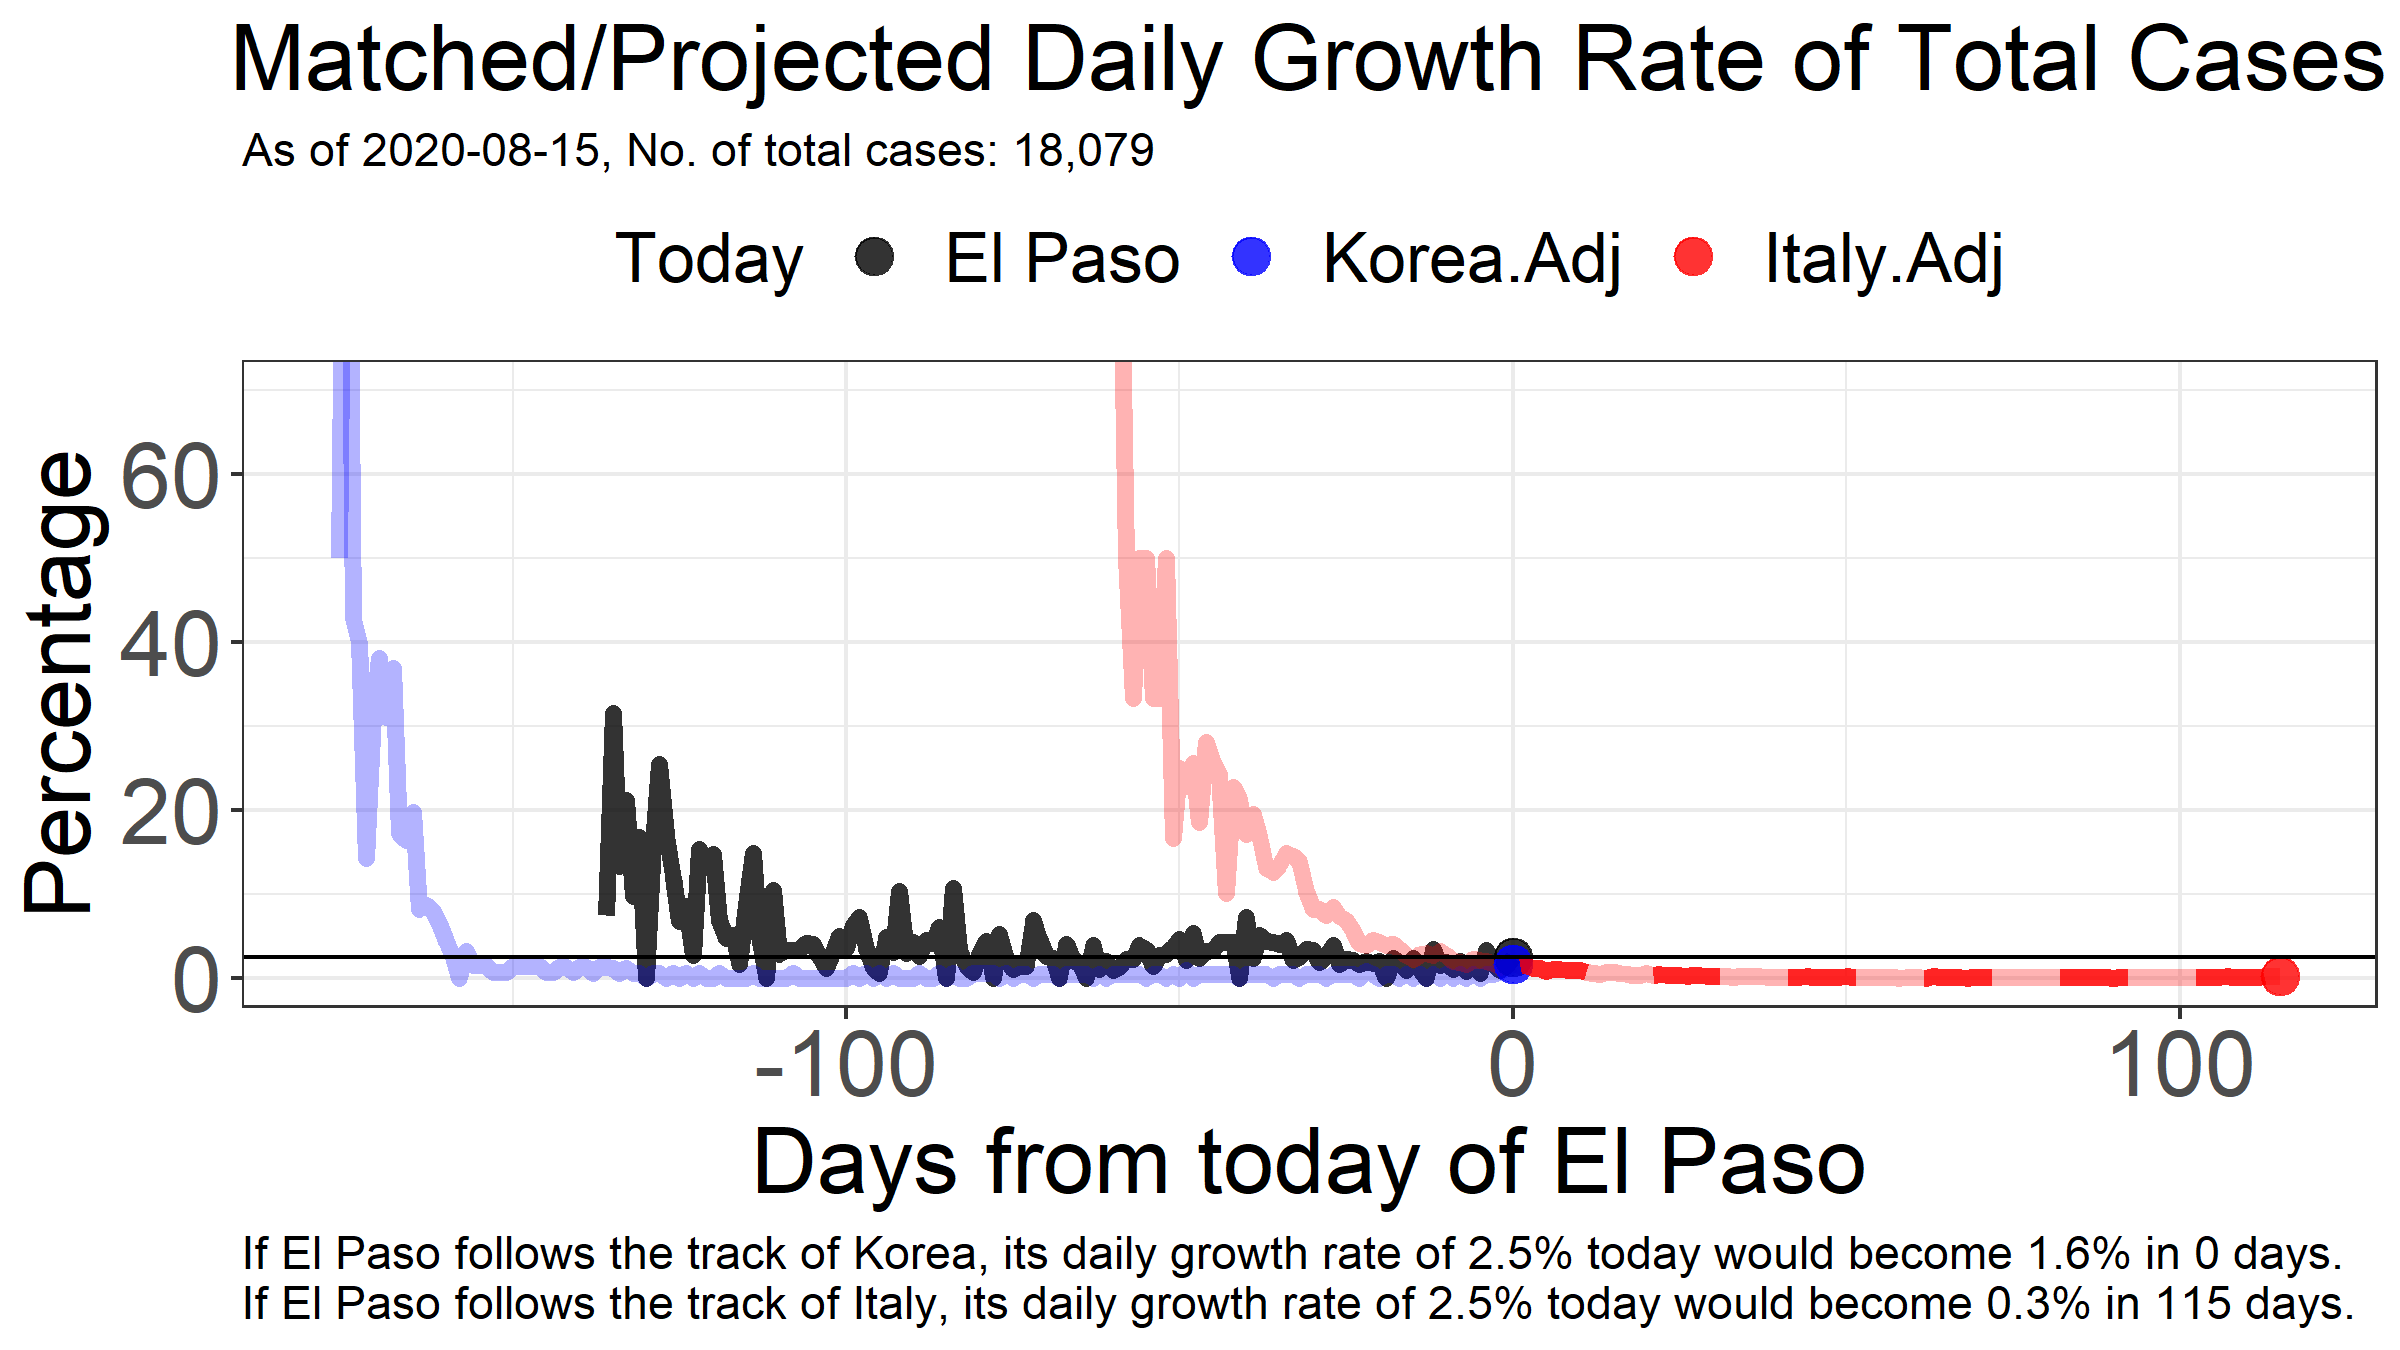 Matched/Projected Daily Growth Rate of Total Cases
As of 2020-08-15, No. of total cases: 18,079
Today El Paso Korea.Adj Italy.Adj
Percentage
60
40
20
0
-100 0 100
Days from today of El Paso
If El Paso follows the track of Korea, its daily growth rate of 2.5% today would become 1.6% in 0 days.
If El Paso follows the track of Italy, its daily growth rate of 2.5% today would become 0.3% in 115 days.